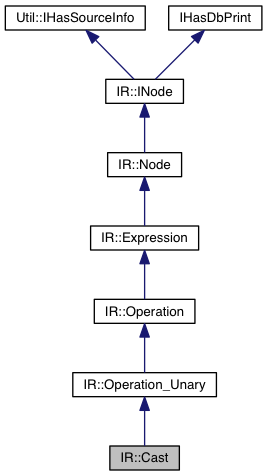 Util::IHasSourceInfo
IHasDbPrint
IR::INode
IR::Node
IR::Expression
IR::Operation
IR::Operation_Unary
IR::Cast